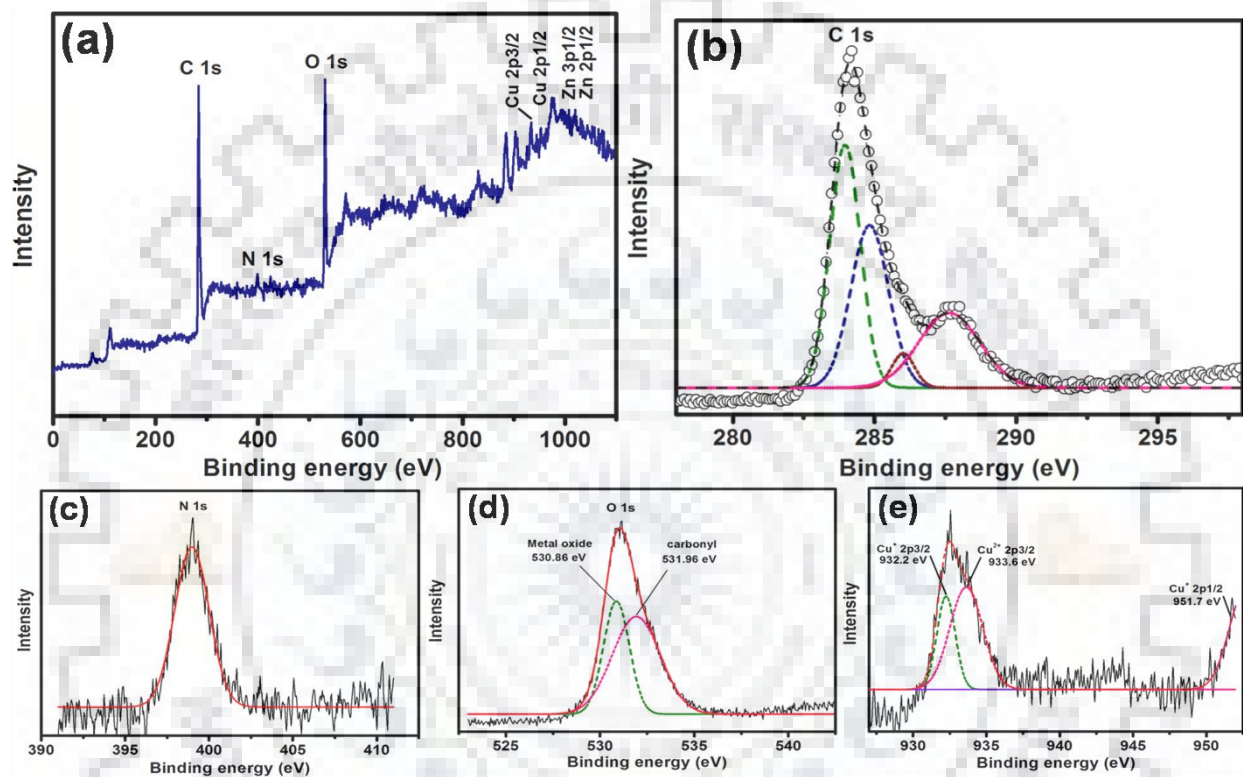 (a)
C 1s
O 1s
N 1s
Cu 2p3/2
Cu 2p1/2
Zn 3p1/2
Zn 2p1/2
Intensity
0 200 400 600 800 1000
Binding energy (eV)
(b)
C 1s
Intensity
280 285 290 295
Binding energy (eV)
(c)
N 1s
Intensity
390 395 400 405 410
Binding energy (eV)
(d)
O 1s
Metal oxide
530.86 eV
carbonyl
531.96 eV
Intensity
525 530 535 540
Binding energy (eV)
(e)
Cu⁺ 2p3/2
932.2 eV
Cu²⁺ 2p3/2
933.6 eV
Cu⁺ 2p1/2
951.7 eV
Intensity
930 935 940 945 950
Binding energy (eV)